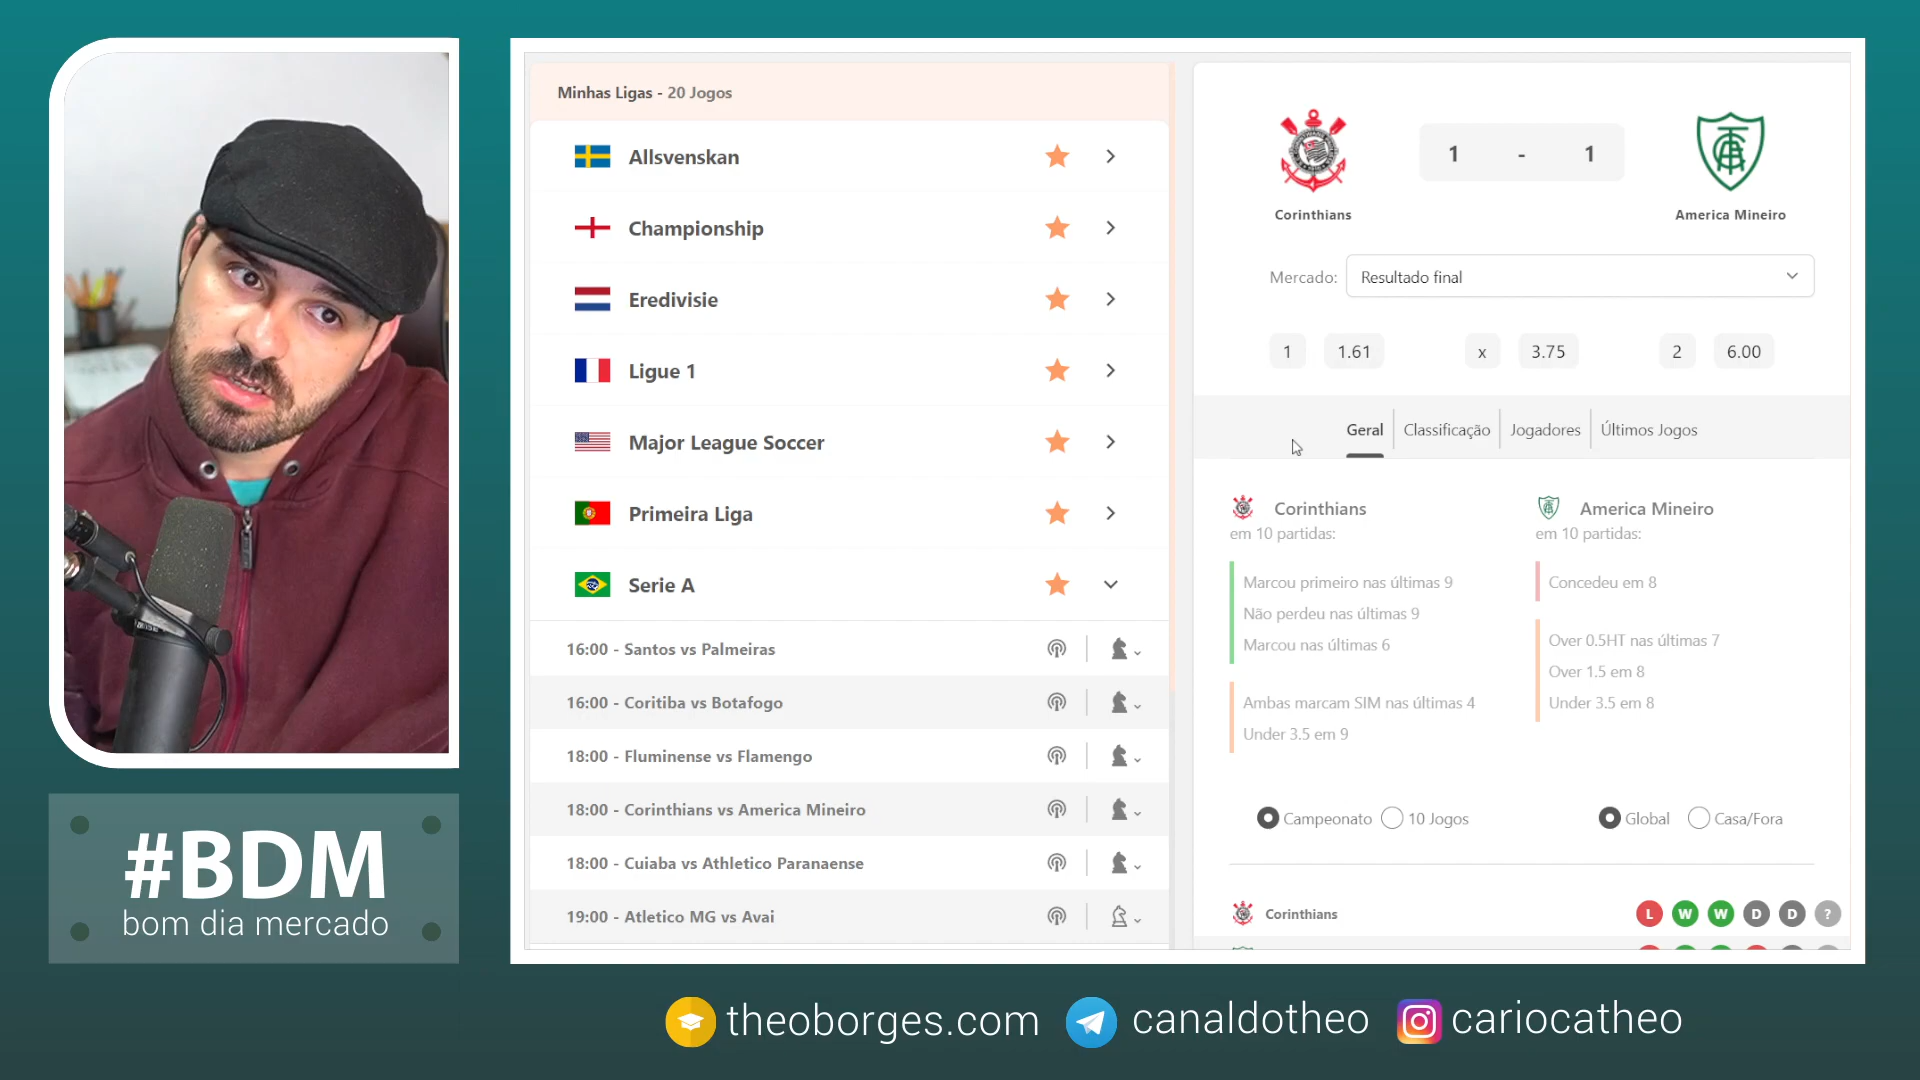 Minhas Ligas - 20 Jogos
Allsvenskan
Championship
Eredivisie
Ligue 1
Major League Soccer
Primeira Liga
Serie A
16:00 - Santos vs Palmeiras
16:00 - Coritiba vs Botafogo
18:00 - Fluminense vs Flamengo
18:00 - Corinthians vs America Mineiro
18:00 - Cuiaba vs Athletico Paranaense
19:00 - Atletico MG vs Avai
1 - 1
Corinthians
America Mineiro
Mercado: Resultado final
1 1.61 x 3.75 2 6.00
Geral Classificação Jogadores Últimos Jogos
Corinthians
em 10 partidas:
Marcou primeiro nas últimas 9
Não perdeu nas últimas 9
Marcou nas últimas 6
Ambas marcam SIM nas últimas 4
Under 3.5 em 9
America Mineiro
em 10 partidas:
Concedeu em 8
Over 0.5HT nas últimas 7
Over 1.5 em 8
Under 3.5 em 8
Campeonato 10 Jogos Global Casa/Fora
Corinthians L W W D D ?
#BDM
bom dia mercado
theoborges.com canaldotheo cariocatheo